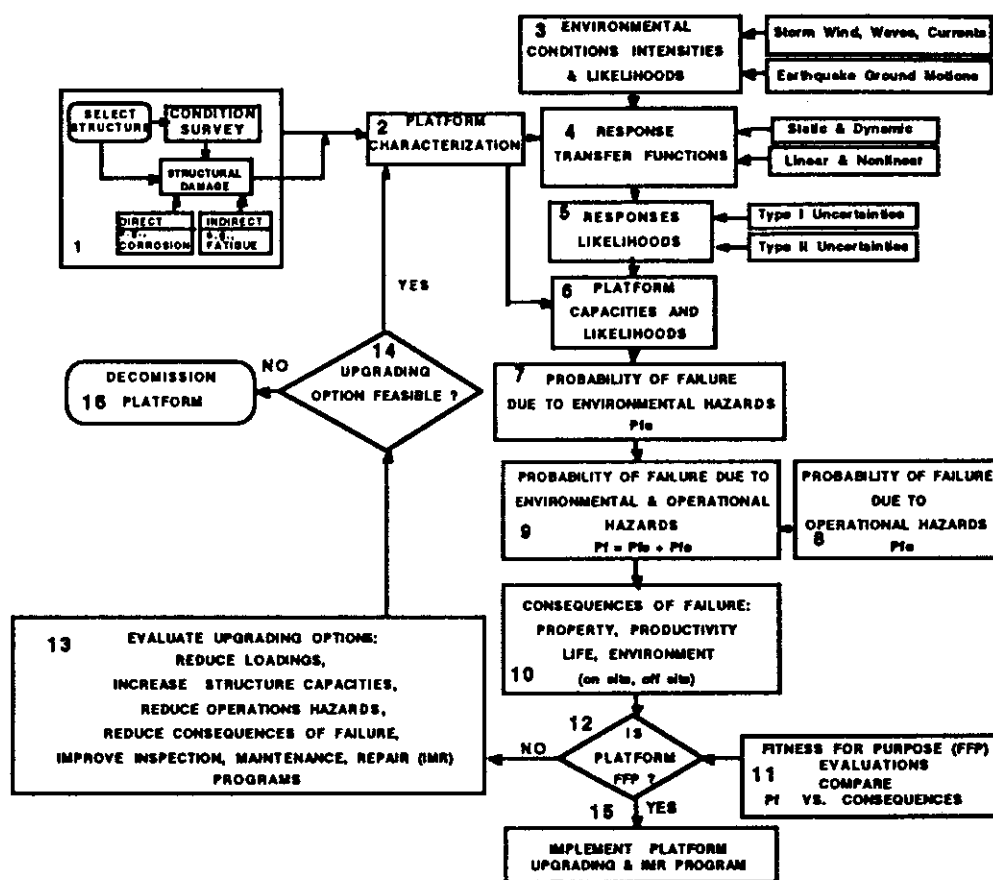 3 ENVIRONMENTAL
CONDITIONS INTENSITIES
& LIKELIHOODS
Storm Wind, Waves, Currents
Earthquake Ground Motions
SELECT
STRUCTURE
CONDITION
SURVEY
STRUCTURAL
DAMAGE
DIRECT
e.g.,
CORROSION
INDIRECT
e.g.,
FATIBUE
1
2 PLATFORM
CHARACTERIZATION
4 RESPONSE
TRANSFER FUNCTIONS
Static & Dynamic
Linear & Nonlinear
5 RESPONSES
LIKELIHOODS
Type I Uncertainties
Type II Uncertainties
6 PLATFORM
CAPACITIES AND
LIKELIHOODS
YES
14
UPGRADING
OPTION FEASIBLE ?
NO
DECOMISSION
16 PLATFORM
7
PROBABILITY OF FAILURE
DUE TO ENVIRONMENTAL HAZARDS
Pfe
PROBABILITY OF FAILURE DUE TO
ENVIRONMENTAL & OPERATIONAL
HAZARDS
9
Pf = Pfe + Pfo
PROBABILITY OF FAILURE
DUE TO
OPERATIONAL HAZARDS
8
Pfo
CONSEQUENCES OF FAILURE:
PROPERTY, PRODUCTIVITY
LIFE, ENVIRONMENT
10 (on site, off site)
13 EVALUATE UPGRADING OPTIONS:
REDUCE LOADINGS,
INCREASE STRUCTURE CAPACITIES,
REDUCE OPERATIONS HAZARDS,
REDUCE CONSEQUENCES OF FAILURE,
IMPROVE INSPECTION, MAINTENANCE, REPAIR (IMR)
PROGRAMS
12
IS
PLATFORM
FFP ?
NO
FITNESS FOR PURPOSE (FFP)
EVALUATIONS
11 COMPARE
Pf VS. CONSEQUENCES
15 YES
IMPLEMENT PLATFORM
UPGRADING & IMR PROGRAM